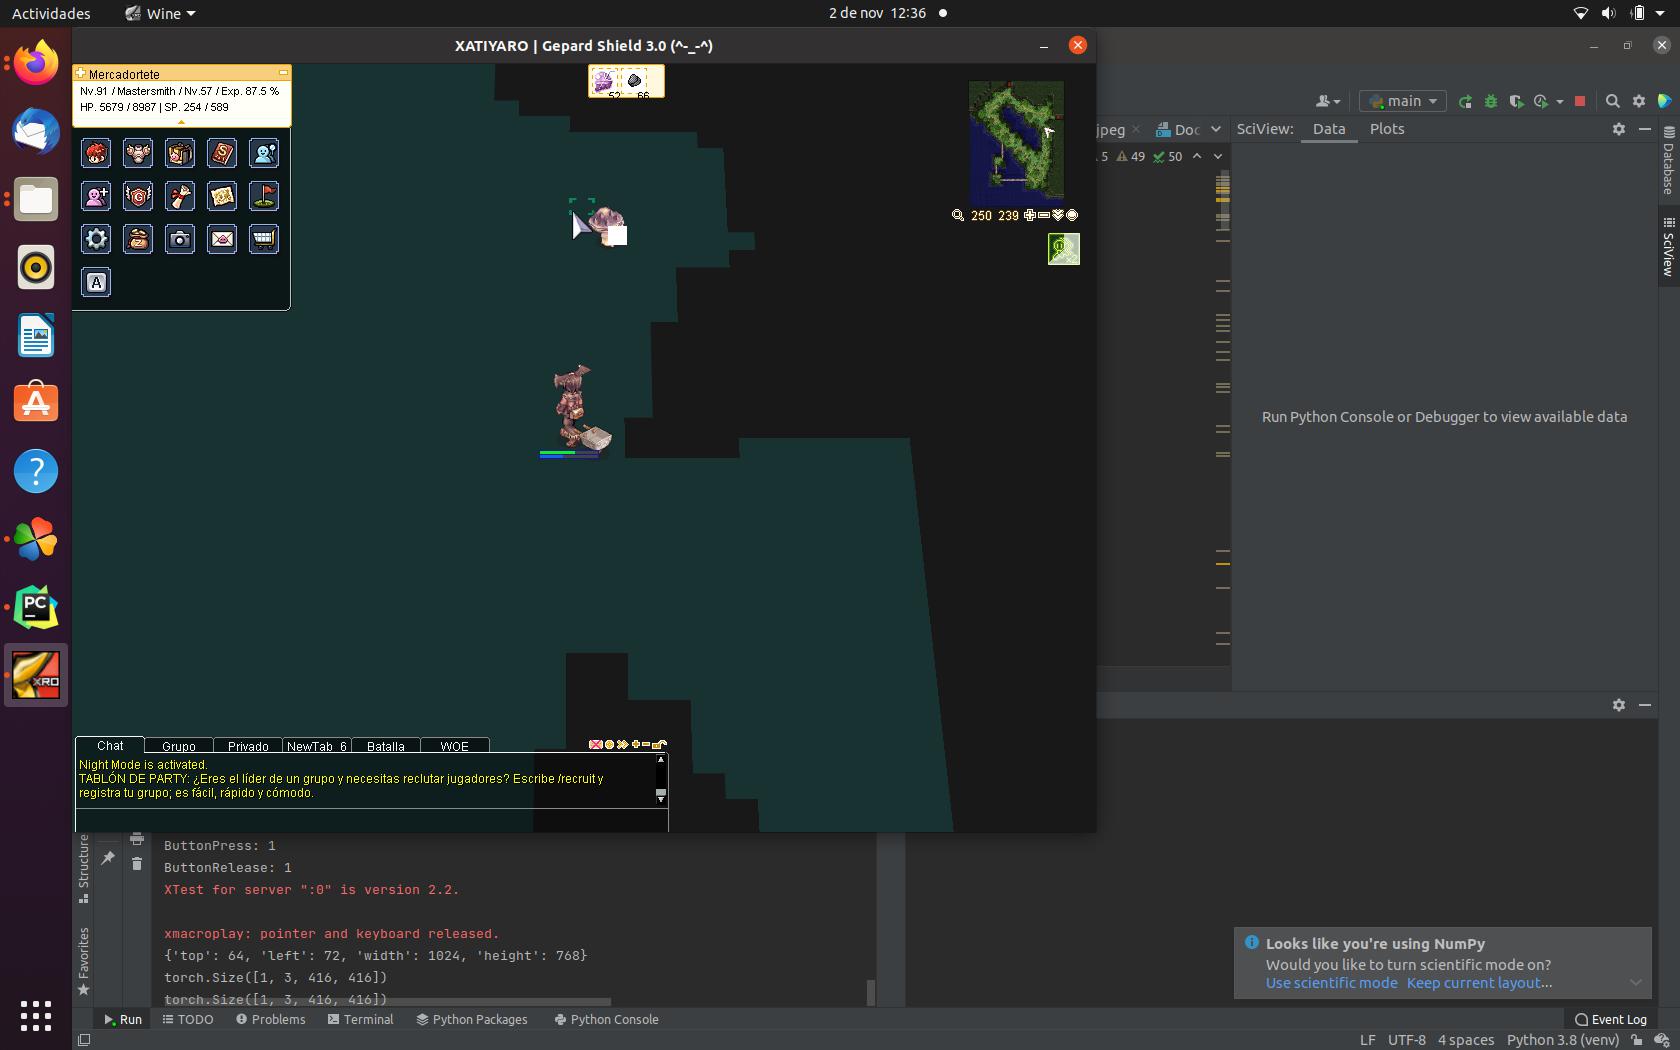 Actividades
Wine
2 de nov 12:36
XATIYARO | Gepard Shield 3.0 (^-_-^)
Mercadortete
Nv.91 / Mastersmith / Nv.57 / Exp. 87.5 %
HP. 5679 / 8987 | SP. 254 / 589
52 66
250 239
x2
A
main
jpeg
Doc
SciView:
Data
Plots
5 49 50
Database
SciView
Run Python Console or Debugger to view available data
PC
XRO
Chat
Grupo
Privado
NewTab_6
Batalla
WOE
Night Mode is activated.
TABLÓN DE PARTY: ¿Eres el líder de un grupo y necesitas reclutar jugadores? Escribe /recruit y
registra tu grupo; es fácil, rápido y cómodo.
Structure
Favorites
ButtonPress: 1
ButtonRelease: 1
XTest for server ":0" is version 2.2.
xmacroplay: pointer and keyboard released.
{'top': 64, 'left': 72, 'width': 1024, 'height': 768}
torch.Size([1, 3, 416, 416])
torch.Size([1, 3, 416, 416])
Looks like you're using NumPy
Would you like to turn scientific mode on?
Use scientific mode Keep current layout...
Run
TODO
Problems
Terminal
Python Packages
Python Console
Event Log
LF UTF-8 4 spaces Python 3.8 (venv)